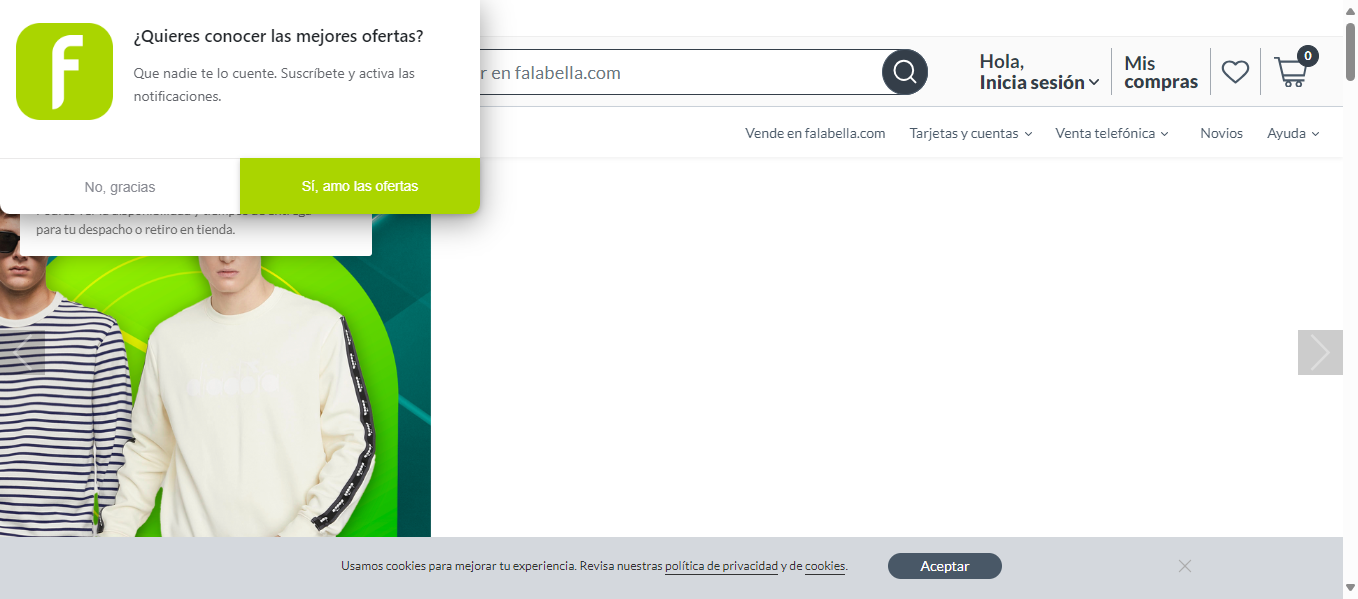 ¿Quieres conocer las mejores ofertas?
Que nadie te lo cuente. Suscríbete y activa las
notificaciones.
No, gracias
Sí, amo las ofertas
en falabella.com
Hola,
Inicia sesión
Mis
compras
0
Vende en falabella.com
Tarjetas y cuentas
Venta telefónica
Novios
Ayuda
para tu despacho o retiro en tienda.
Usamos cookies para mejorar tu experiencia. Revisa nuestras política de privacidad y de cookies.
Aceptar